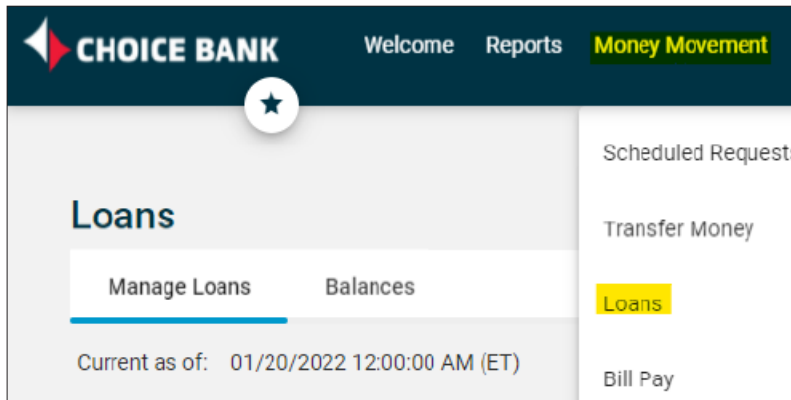 CHOICE BANK Welcome Reports Money Movement
Scheduled Requests
Loans
Transfer Money
Manage Loans Balances
Loans
Current as of: 01/20/2022 12:00:00 AM (ET)
Bill Pay